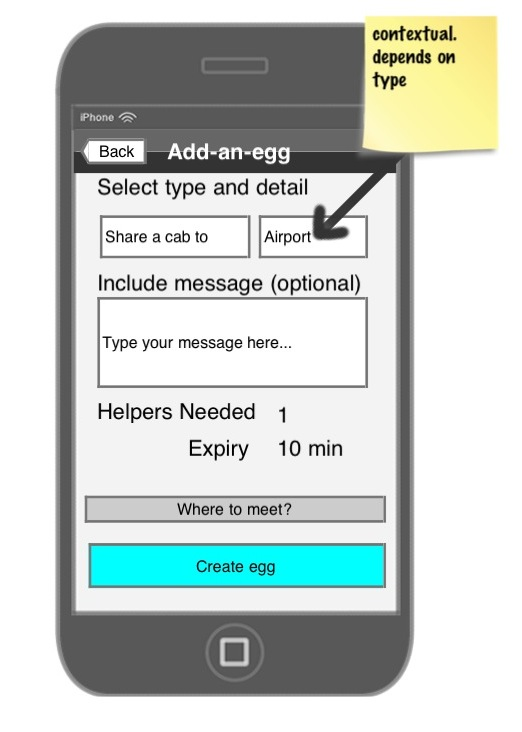 contextual.
depends on
type
iPhone
Back Add-an-egg
Select type and detail
Share a cab to Airport
Include message (optional)
Type your message here...
Helpers Needed 1
Expiry 10 min
Where to meet?
Create egg